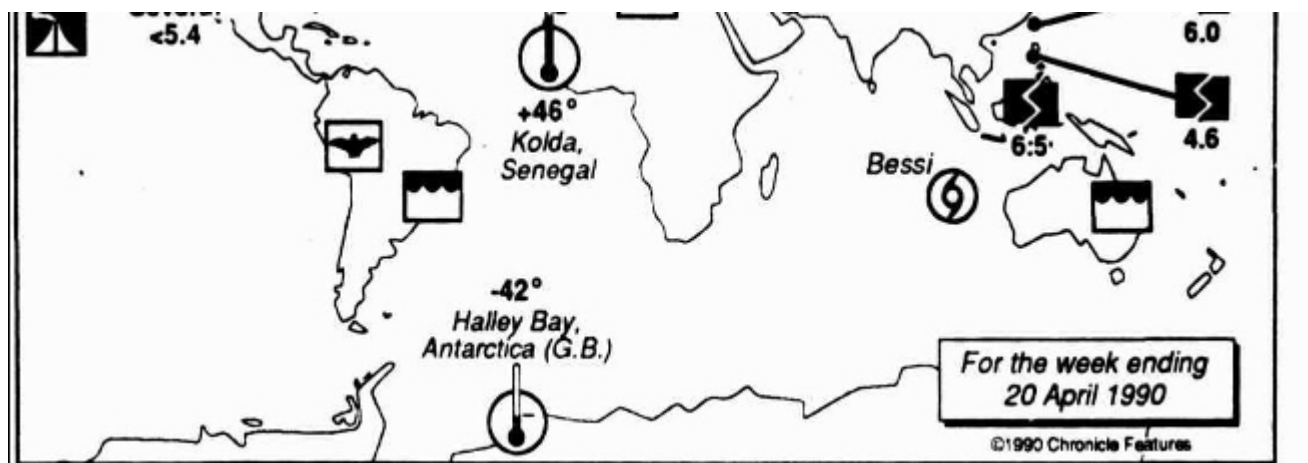 <5.4
6.0
+46°
Kolda,
Senegal
6:5
4.6
Bessi
-42°
Halley Bay,
Antarctica (G.B.)
For the week ending
20 April 1990
©1990 Chronicle Features